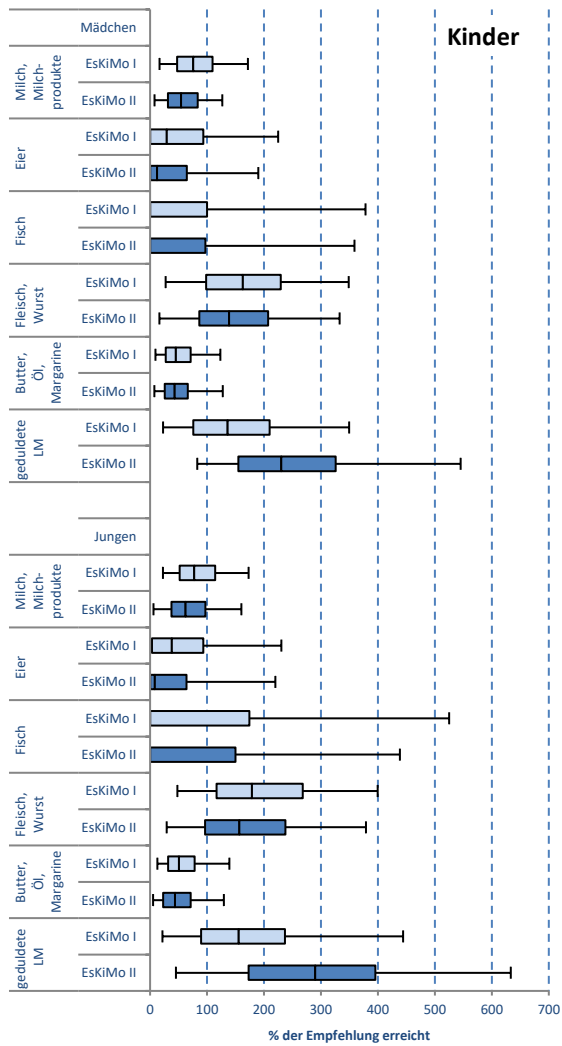 Kinder
Mädchen
Milch,
Milch-
produkte
EsKiMo I
EsKiMo II
Eier
EsKiMo I
EsKiMo II
Fisch
EsKiMo I
EsKiMo II
Fleisch,
Wurst
EsKiMo I
EsKiMo II
Butter,
Öl,
Margarine
EsKiMo I
EsKiMo II
geduldete
LM
EsKiMo I
EsKiMo II
Jungen
Milch,
Milch-
produkte
EsKiMo I
EsKiMo II
Eier
EsKiMo I
EsKiMo II
Fisch
EsKiMo I
EsKiMo II
Fleisch,
Wurst
EsKiMo I
EsKiMo II
Butter,
Öl,
Margarine
EsKiMo I
EsKiMo II
geduldete
LM
EsKiMo I
EsKiMo II
0 100 200 300 400 500 600 700
% der Empfehlung erreicht